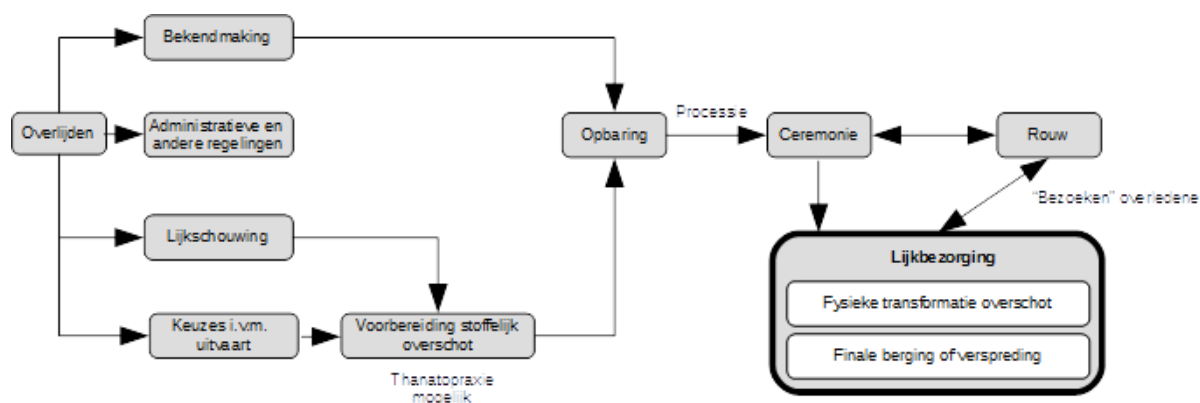 Bekendmaking
Overlijden
Administratieve en
andere regelingen
Opbaring
Processie
Ceremonie
Rouw
"Bezoeken" overledene
Lijkschouwing
Lijkbezorging
Fysieke transformatie overschot
Finale berging of verspreding
Keuzes i.v.m.
uitvaart
Voorbereiding stoffelijk
overschot
Thanatopraxie
mogelijk